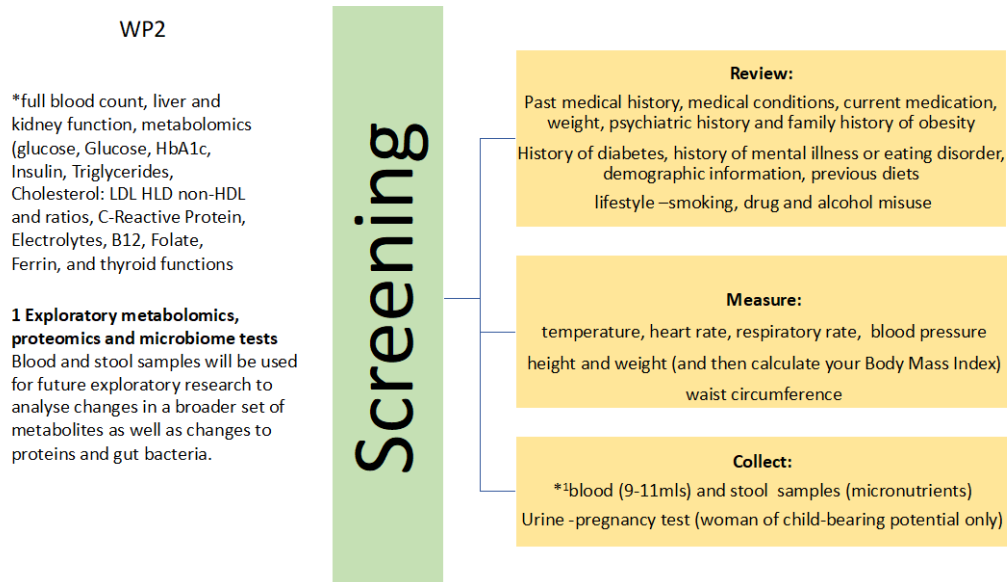 WP2
*full blood count, liver and
kidney function, metabolomics
(glucose, Glucose, HbA1c,
Insulin, Triglycerides,
Cholesterol: LDL HLD non-HDL
and ratios, C-Reactive Protein,
Electrolytes, B12, Folate,
Ferrin, and thyroid functions
1 Exploratory metabolomics,
proteomics and microbiome tests
Blood and stool samples will be used
for future exploratory research to
analyse changes in a broader set of
metabolites as well as changes to
proteins and gut bacteria.
Screening
Review:
Past medical history, medical conditions, current medication,
weight, psychiatric history and family history of obesity
History of diabetes, history of mental illness or eating disorder,
demographic information, previous diets
lifestyle –smoking, drug and alcohol misuse
Measure:
temperature, heart rate, respiratory rate, blood pressure
height and weight (and then calculate your Body Mass Index)
waist circumference
Collect:
*¹blood (9-11mls) and stool samples (micronutrients)
Urine -pregnancy test (woman of child-bearing potential only)